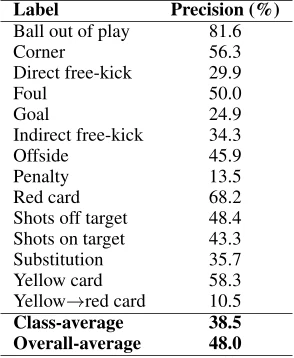 Label Precision (%)
Ball out of play 81.6
Corner 56.3
Direct free-kick 29.9
Foul 50.0
Goal 24.9
Indirect free-kick 34.3
Offside 45.9
Penalty 13.5
Red card 68.2
Shots off target 48.4
Shots on target 43.3
Substitution 35.7
Yellow card 58.3
Yellow→red card 10.5
Class-average 38.5
Overall-average 48.0